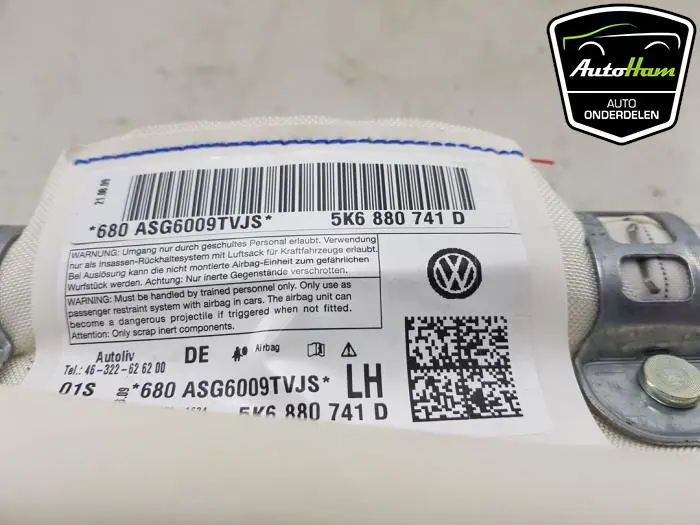 AutoHam
AUTO
ONDERDELEN
*680 ASG6009TVJS*
5K6 880 741 D
WARNUNG: Umgang nur durch geschultes Personal erlaubt. Verwendung
nur als Insassen-Rückhaltesystem mit Luftsack für Kraftfahrzeuge erlaubt.
Bei Auslösung kann die nicht montierte Airbag-Einheit zum gefährlichen
Wurfstück werden. Achtung: Nur inerte Gegenstände verschrotten.
WARNING: Must be handled by trained personnel only. Only use as
passenger restraint system with airbag in cars. The airbag unit can
become a dangerous projectile if triggered when not fitted.
Attention: Only scrap inert components.
Autoliv
DE
Airbag
Tel.: 46-322-62 62 00
01S
*680 ASG6009TVJS*
LH
5K6 880 741 D